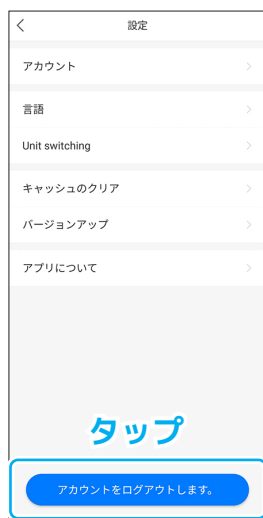 設定
アカウント
言語
Unit switching
キャッシュのクリア
バージョンアップ
アプリについて
タップ
アカウントをログアウトします。